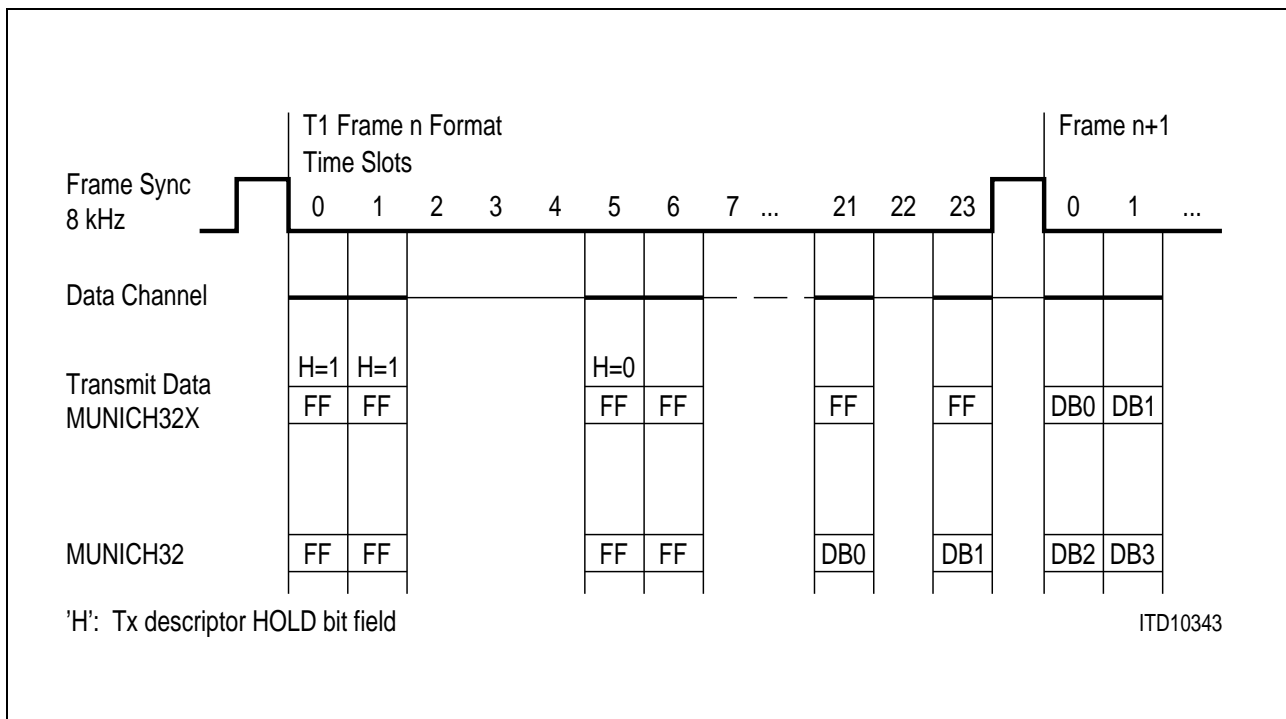 T1 Frame n Format
Frame n+1
Time Slots
Frame Sync
8 kHz
0 1 2 3 4 5 6 7 ... 21 22 23 0 1 ...
Data Channel
H=1 H=1 H=0
Transmit Data
MUNICH32X
FF FF FF FF FF FF DB0 DB1
MUNICH32 FF FF FF FF DB0 DB1 DB2 DB3
’H’: Tx descriptor HOLD bit field
ITD10343